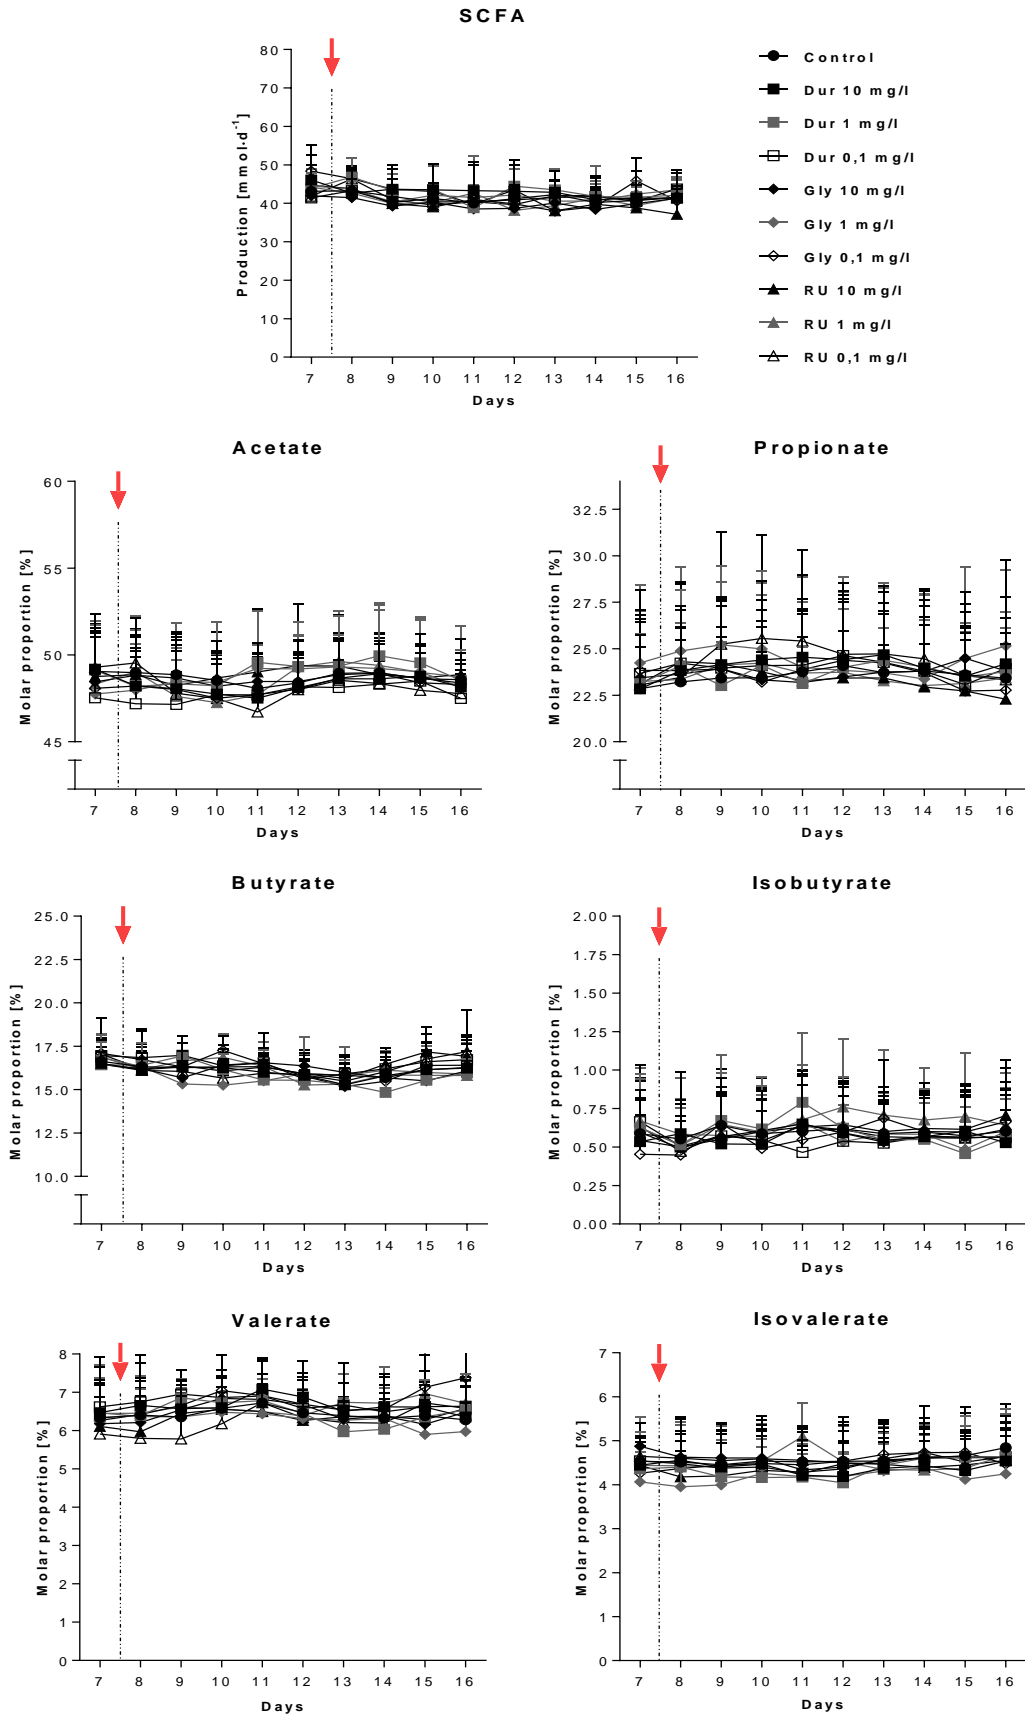 SCFA
80
70
60
50
40
30
20
10
0
Production [mmol·d⁻¹]
7 8 9 10 11 12 13 14 15 16
Days
Control
Dur 10 mg/l
Dur 1 mg/l
Dur 0,1 mg/l
Gly 10 mg/l
Gly 1 mg/l
Gly 0,1 mg/l
RU 10 mg/l
RU 1 mg/l
RU 0,1 mg/l
Acetate
60
55
50
45
Molar proportion [%]
7 8 9 10 11 12 13 14 15 16
Days
Propionate
32.5
30.0
27.5
25.0
22.5
20.0
Molar proportion [%]
7 8 9 10 11 12 13 14 15 16
Days
Butyrate
25.0
22.5
20.0
17.5
15.0
12.5
10.0
Molar proportion [%]
7 8 9 10 11 12 13 14 15 16
Days
Isobutyrate
2.00
1.75
1.50
1.25
1.00
0.75
0.50
0.25
0.00
Molar proportion [%]
7 8 9 10 11 12 13 14 15 16
Days
Valerate
8
7
6
5
4
3
2
1
0
Molar proportion [%]
7 8 9 10 11 12 13 14 15 16
Days
Isovalerate
7
6
5
4
3
2
1
0
Molar proportion [%]
7 8 9 10 11 12 13 14 15 16
Days